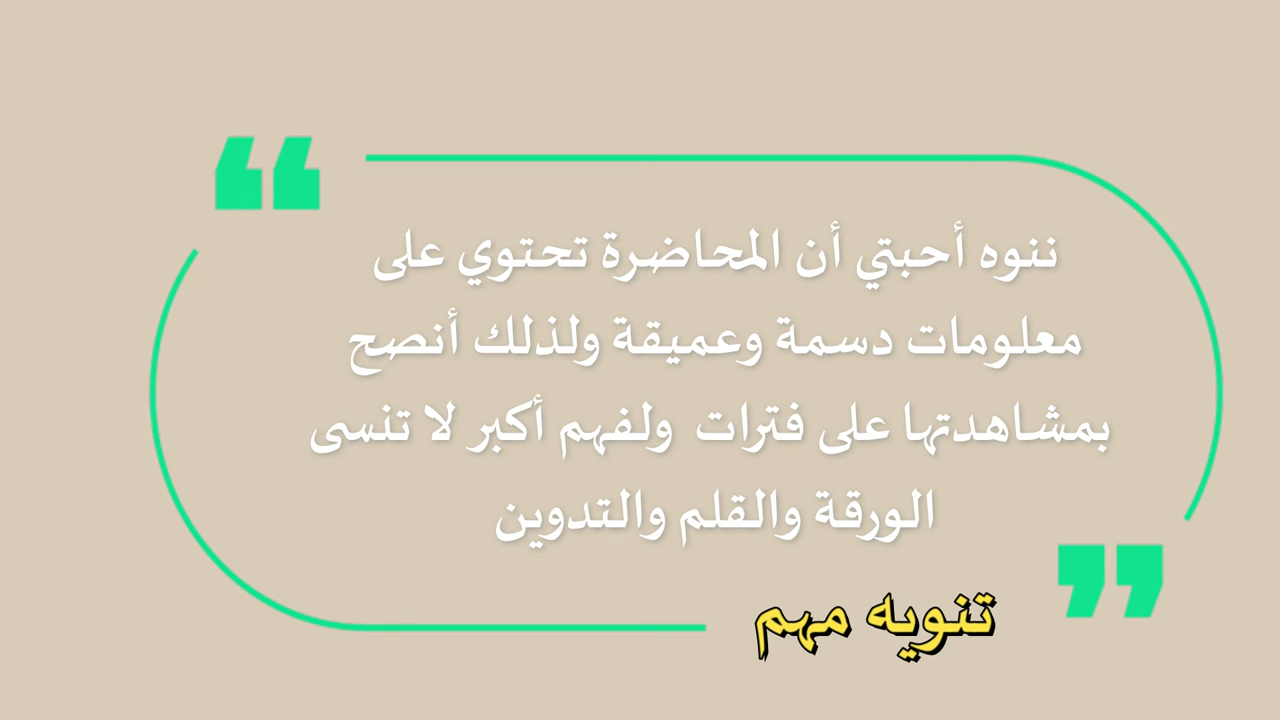 ننوه أحبتي أن المحاضرة تحتوي على
معلومات دسمة وعميقة ولذلك أنصح
بمشاهدتها على فترات ولفهم أكبر لا تنسى
الورقة والقلم والتدوين
تنويه مهم